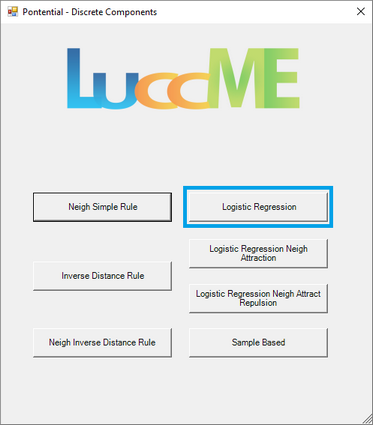 Pontential - Discrete Components
LuccME
Neigh Simple Rule
Logistic Regression
Logistic Regression Neigh
Attraction
Inverse Distance Rule
Logistic Regression Neigh Attract
Repulsion
Neigh Inverse Distance Rule
Sample Based